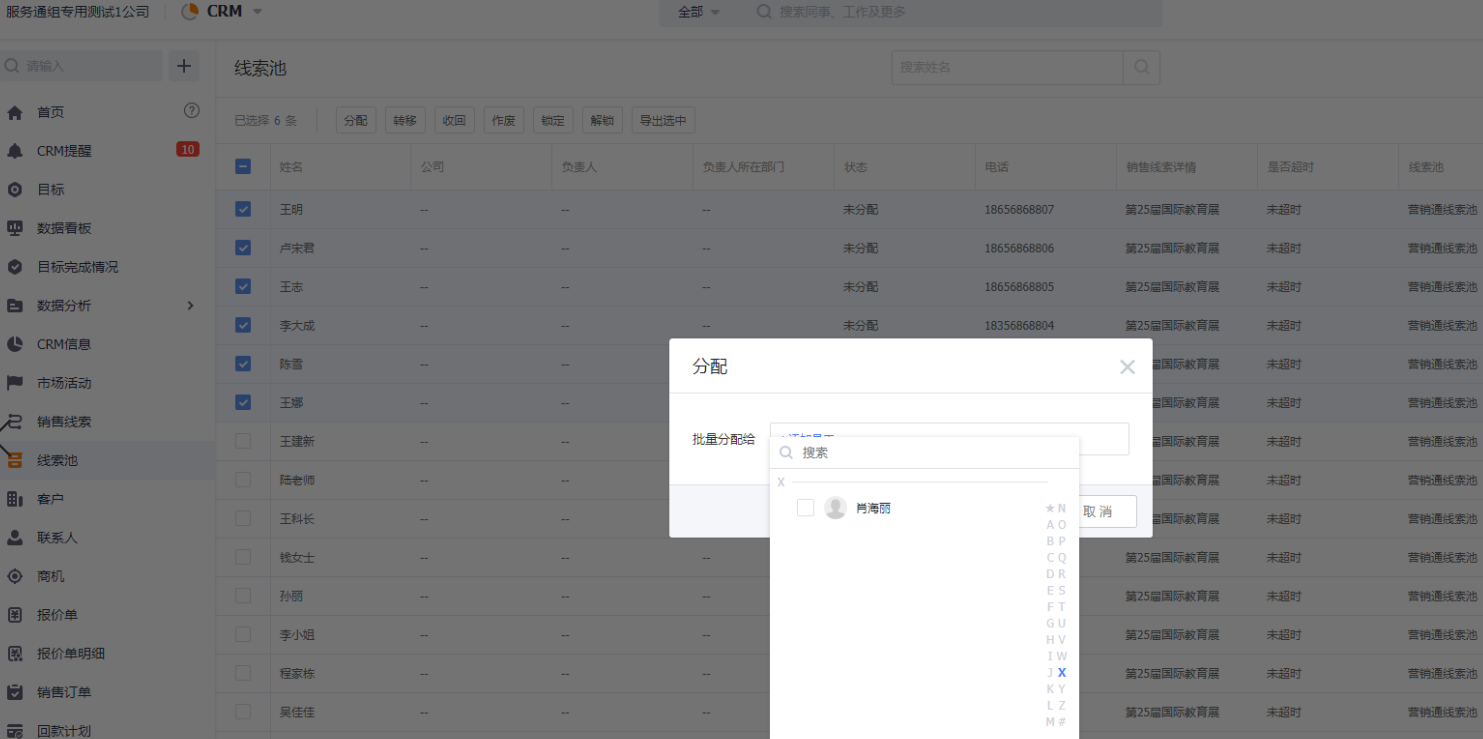 服务通组专用测试1公司 CRM 全部 搜索同事、工作及更多
请输入
首页
CRM提醒 10
目标
数据看板
目标完成情况
数据分析
CRM信息
市场活动
销售线索
线索池
客户
联系人
商机
报价单
报价单明细
销售订单
回款计划
线索池 搜索姓名
已选择 6 条 分配 转移 收回 作废 锁定 解锁 导出选中
姓名 公司 负责人 负责人所在部门 状态 电话 销售线索详情 是否超时 线索池
王明 -- -- -- 未分配 18656868807 第25届国际教育展 未超时 营销通线索池
卢宋君 -- -- -- 未分配 18656868806 第25届国际教育展 未超时 营销通线索池
王志 -- -- -- 未分配 18656868805 第25届国际教育展 未超时 营销通线索池
李大成 -- -- -- 未分配 18356868804 第25届国际教育展 未超时 营销通线索池
陈雪 -- -- 国际教育展 未超时 营销通线索池
王娜 -- -- 国际教育展 未超时 营销通线索池
王建新 -- -- 国际教育展 未超时 营销通线索池
陆老师 -- -- 国际教育展 未超时 营销通线索池
王科长 -- -- 国际教育展 未超时 营销通线索池
钱女士 -- -- -- 第25届国际教育展 未超时 营销通线索池
孙丽 -- -- -- 第25届国际教育展 未超时 营销通线索池
李小姐 -- -- -- 第25届国际教育展 未超时 营销通线索池
程家栋 -- -- -- 第25届国际教育展 未超时 营销通线索池
吴佳佳 -- -- -- 第25届国际教育展 未超时 营销通线索池
分配
批量分配给
搜索
X
肖海丽
取消
★ N
A O
B P
C Q
D R
E S
F T
G U
H V
I W
J X
K Y
L Z
M #